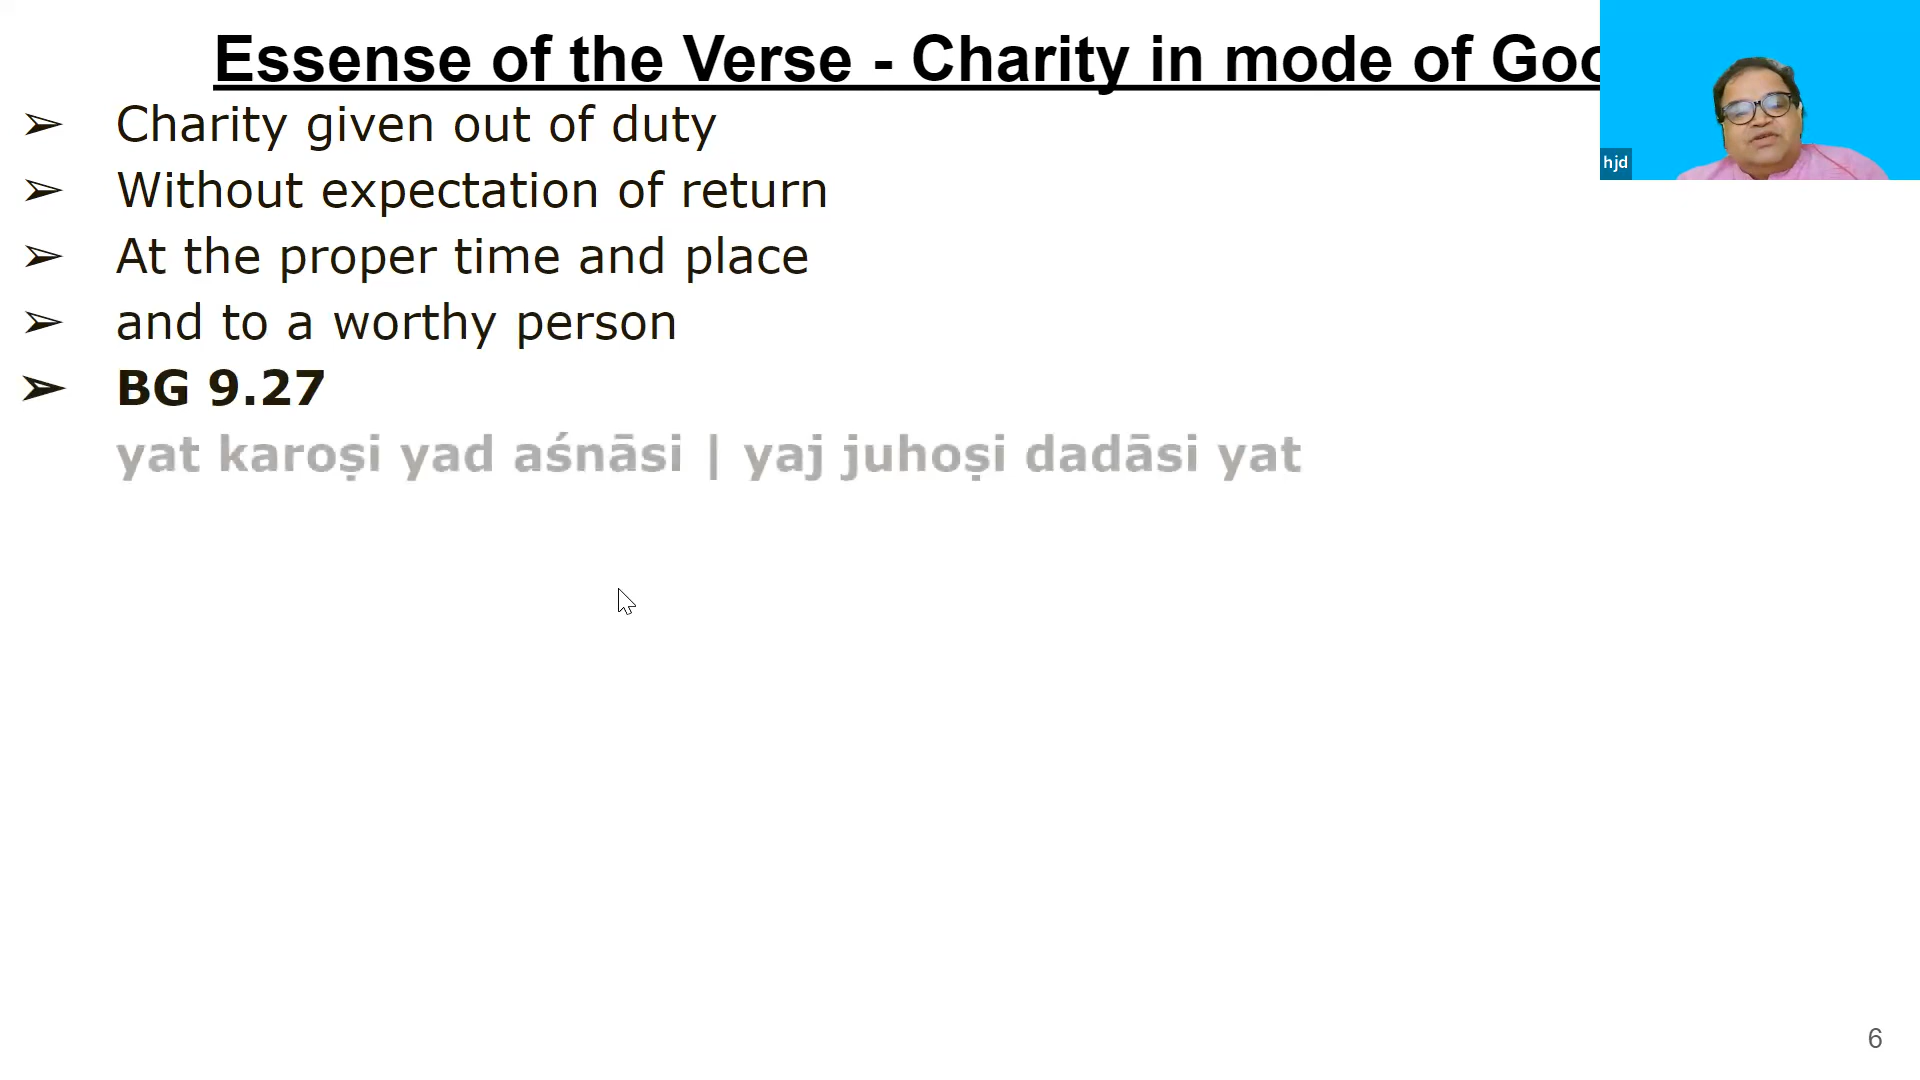 Essense of the Verse - Charity in mode of Goo
➢ Charity given out of duty
➢ Without expectation of return
➢ At the proper time and place
➢ and to a worthy person
➢ BG 9.27
yat karoṣi yad aśnāsi | yaj juhoṣi dadāsi yat
hjd
6